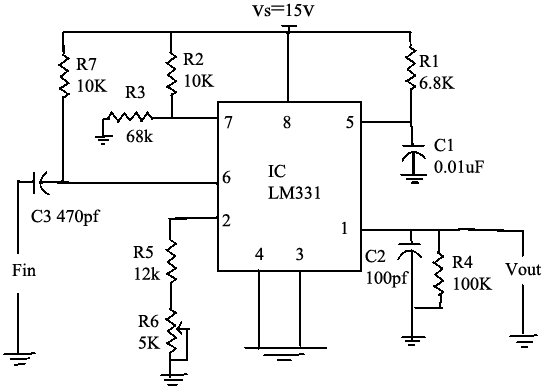 Vs=15V
R7
10K
R2
10K
R1
6.8K
R3
68k
7
8
5
C1
0.01uF
6
IC
LM331
C3 470pf
2
1
R5
12k
4
3
C2
100pf
R4
100K
Fin
Vout
R6
5K